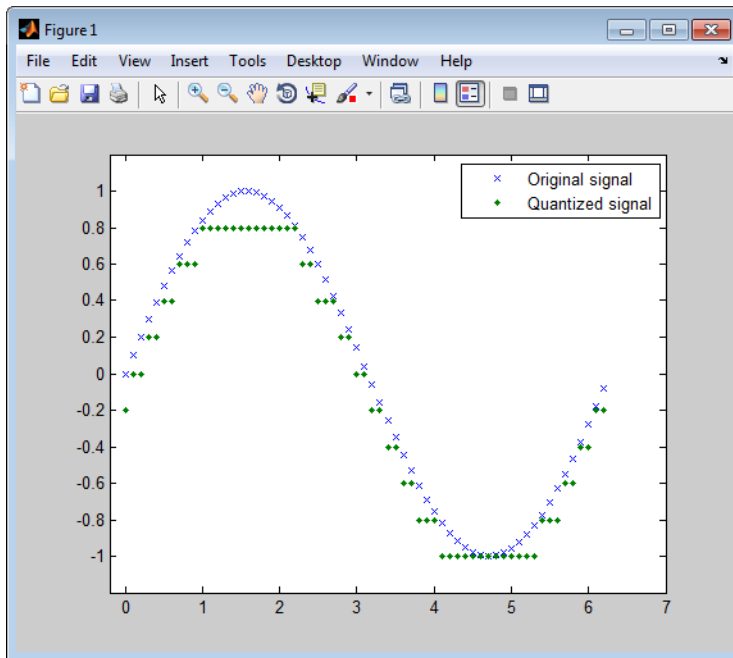 Figure 1
File Edit View Insert Tools Desktop Window Help
Original signal
Quantized signal
1
0.8
0.6
0.4
0.2
0
-0.2
-0.4
-0.6
-0.8
-1
0 1 2 3 4 5 6 7